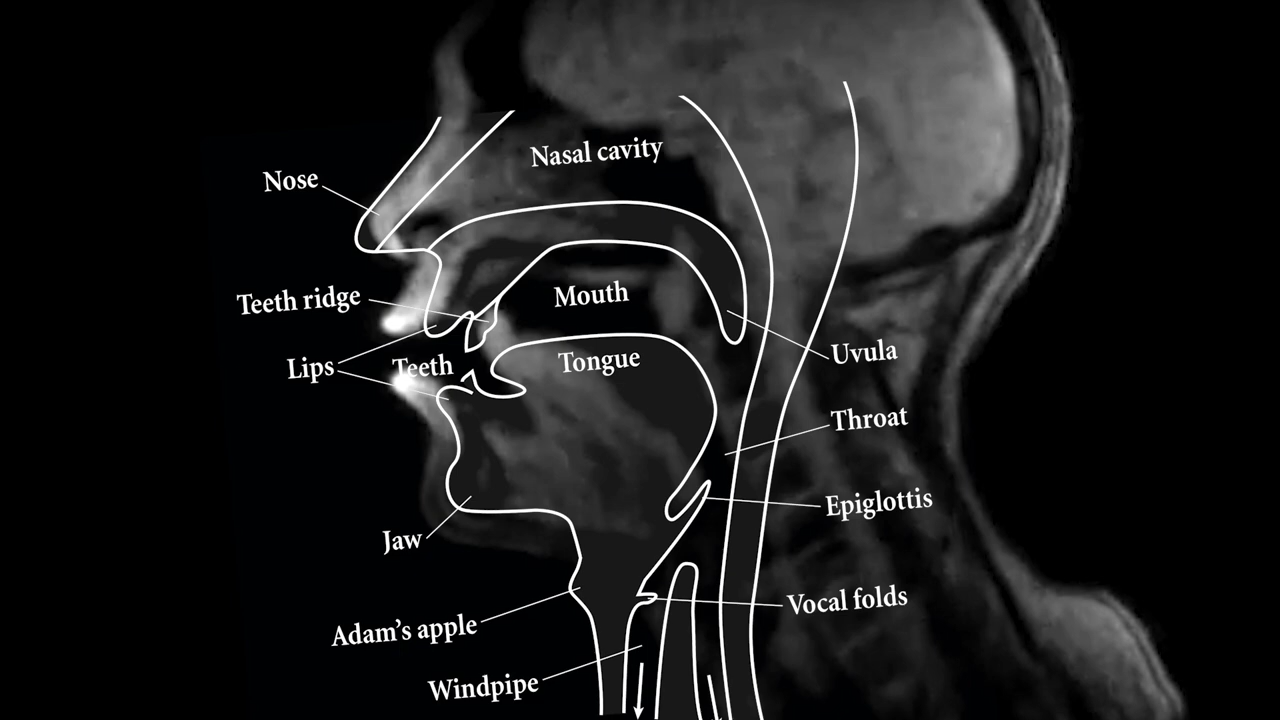 Nasal cavity
Nose
Teeth ridge
Mouth
Lips
Teeth
Tongue
Uvula
Throat
Epiglottis
Jaw
Vocal folds
Adam's apple
Windpipe